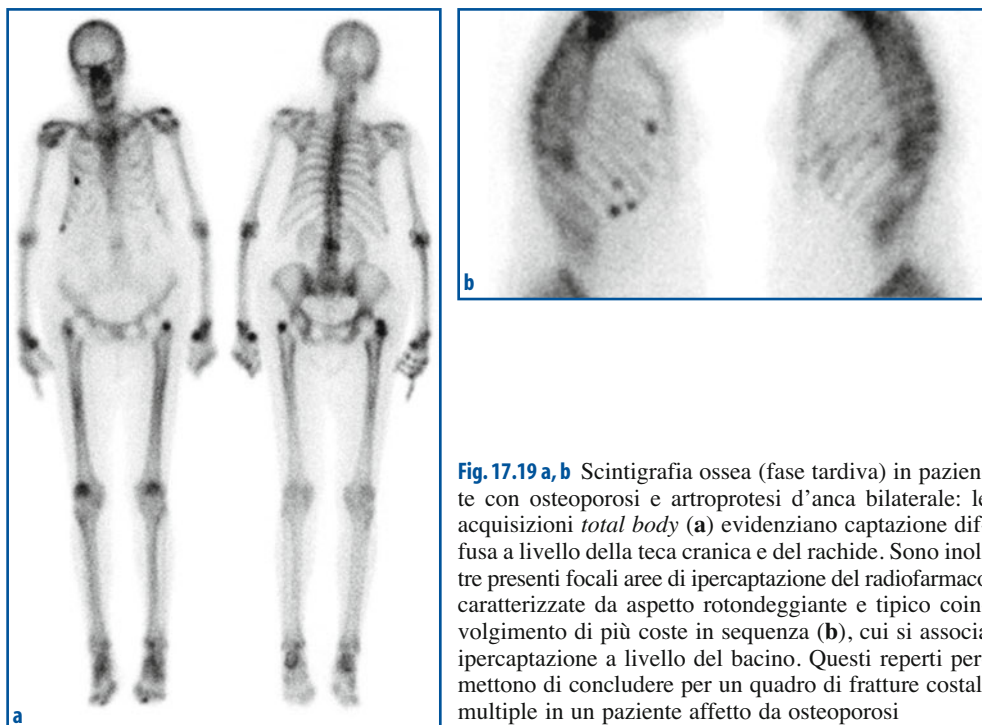 a
b
Fig. 17.19 a, b Scintigrafia ossea (fase tardiva) in pazien-
te con osteoporosi e artroprotesi d'anca bilaterale: le
acquisizioni total body (a) evidenziano captazione dif-
fusa a livello della teca cranica e del rachide. Sono inol-
tre presenti focali aree di ipercaptazione del radiofarmaco
caratterizzate da aspetto rotondeggiante e tipico coin-
volgimento di più coste in sequenza (b), cui si associa
ipercaptazione a livello del bacino. Questi reperti per-
mettono di concludere per un quadro di fratture costal
multiple in un paziente affetto da osteoporosi